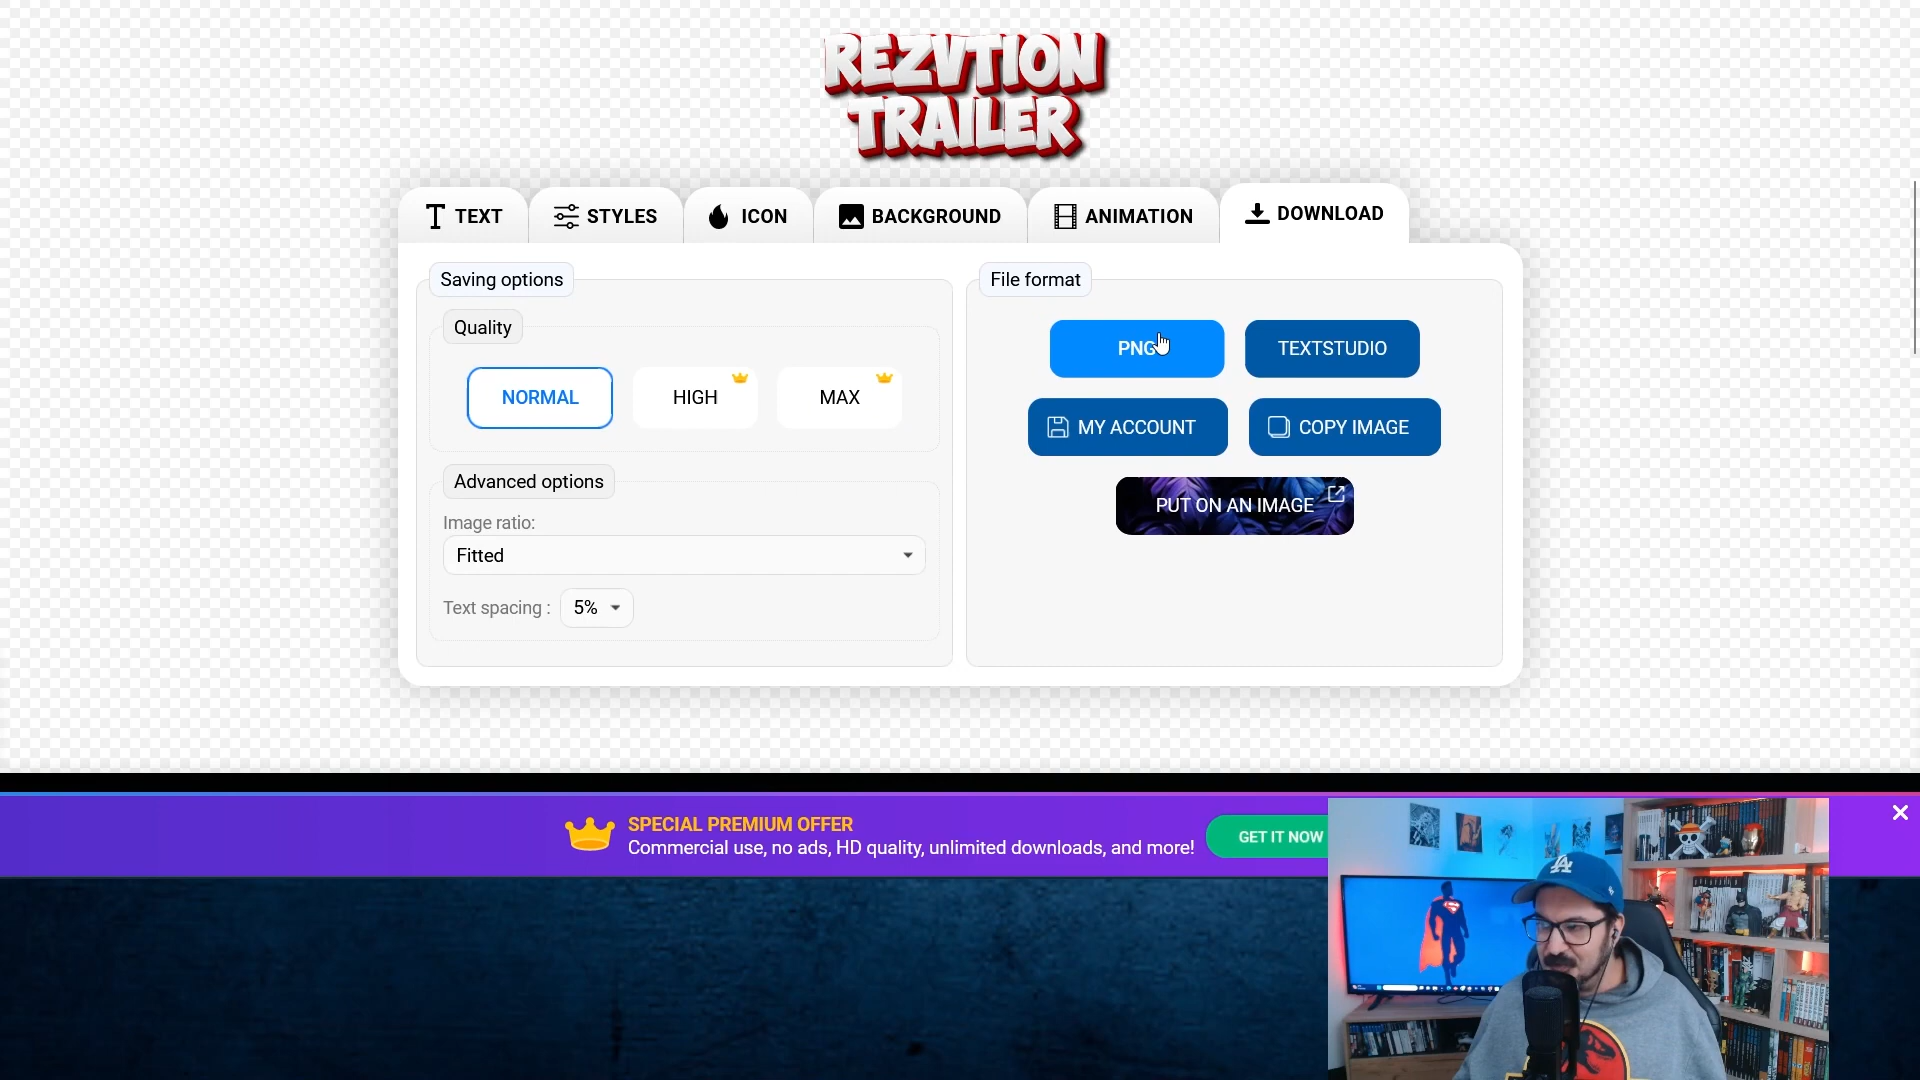 REZVTION
TRAILER
TEXT
STYLES
ICON
BACKGROUND
ANIMATION
DOWNLOAD
Saving options
File format
Quality
PNG
TEXTSTUDIO
NORMAL
HIGH
MAX
MY ACCOUNT
COPY IMAGE
Advanced options
PUT ON AN IMAGE
Image ratio:
Fitted
Text spacing :
5%
SPECIAL PREMIUM OFFER
Commercial use, no ads, HD quality, unlimited downloads, and more!
GET IT NOW
LA